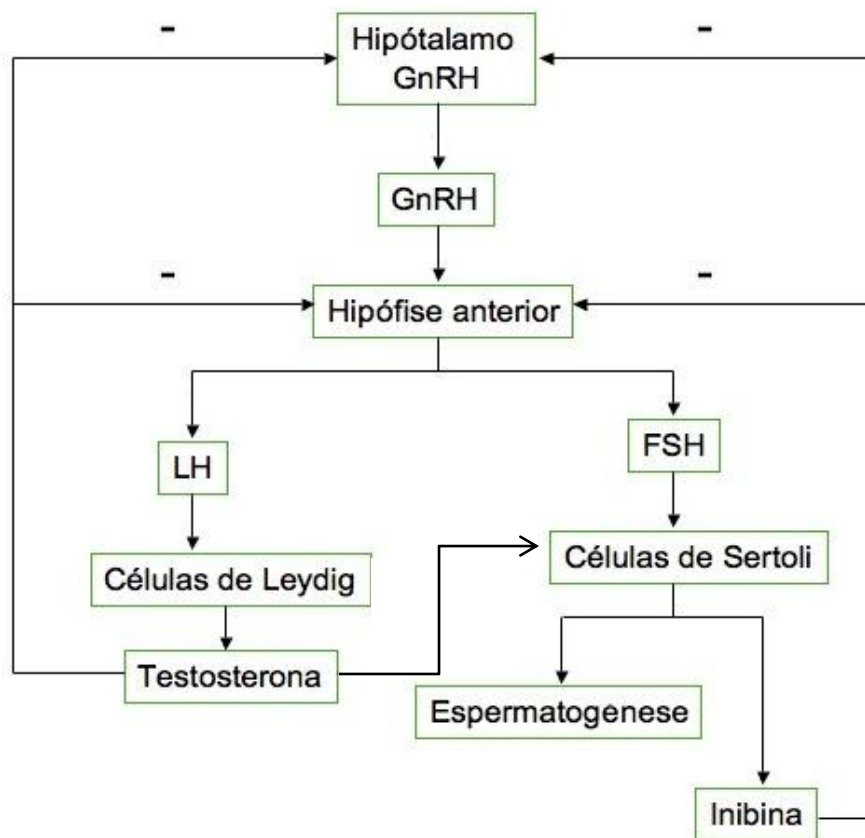 -
-
Hipótalamo
GnRH
GnRH
-
-
Hipófise anterior
LH
FSH
Células de Leydig
Células de Sertoli
Testosterona
Espermatogenese
Inibina